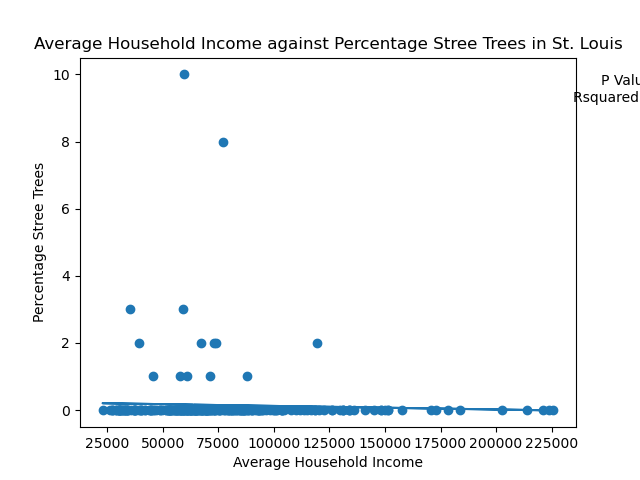 Average Household Income against Percentage Stree Trees in St. Louis
P Valu
Rsquared
10
8
6
4
2
0
Percentage Stree Trees
25000 50000 75000 100000 125000 150000 175000 200000 225000
Average Household Income